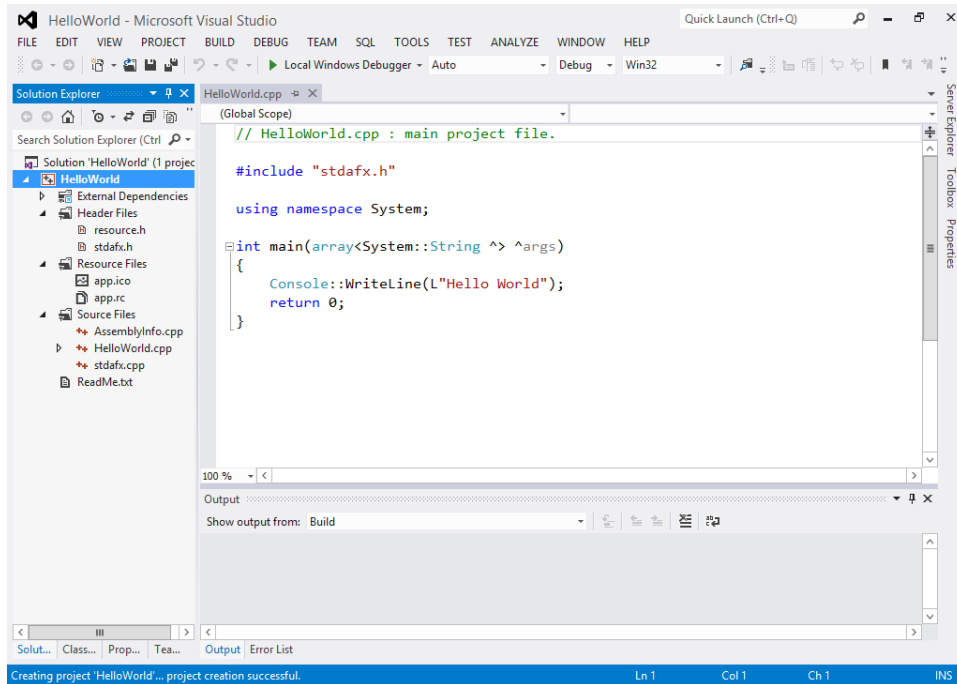 HelloWorld - Microsoft Visual Studio
Quick Launch (Ctrl+Q)
FILE EDIT VIEW PROJECT BUILD DEBUG TEAM SQL TOOLS TEST ANALYZE WINDOW HELP
Local Windows Debugger Auto Debug Win32
Solution Explorer
Search Solution Explorer (Ctrl
Solution 'HelloWorld' (1 projec
HelloWorld
External Dependencies
Header Files
resource.h
stdafx.h
Resource Files
app.ico
app.rc
Source Files
AssemblyInfo.cpp
HelloWorld.cpp
stdafx.cpp
ReadMe.txt
Solut... Class... Prop... Tea...
HelloWorld.cpp
(Global Scope)
// HelloWorld.cpp : main project file.
#include "stdafx.h"
using namespace System;
int main(array<System::String ^> ^args)
{
Console::WriteLine(L"Hello World");
return 0;
}
100 %
Output
Show output from: Build
Output Error List
Server Explorer
Toolbox
Properties
Creating project 'HelloWorld'... project creation successful.
Ln 1 Col 1 Ch 1 INS